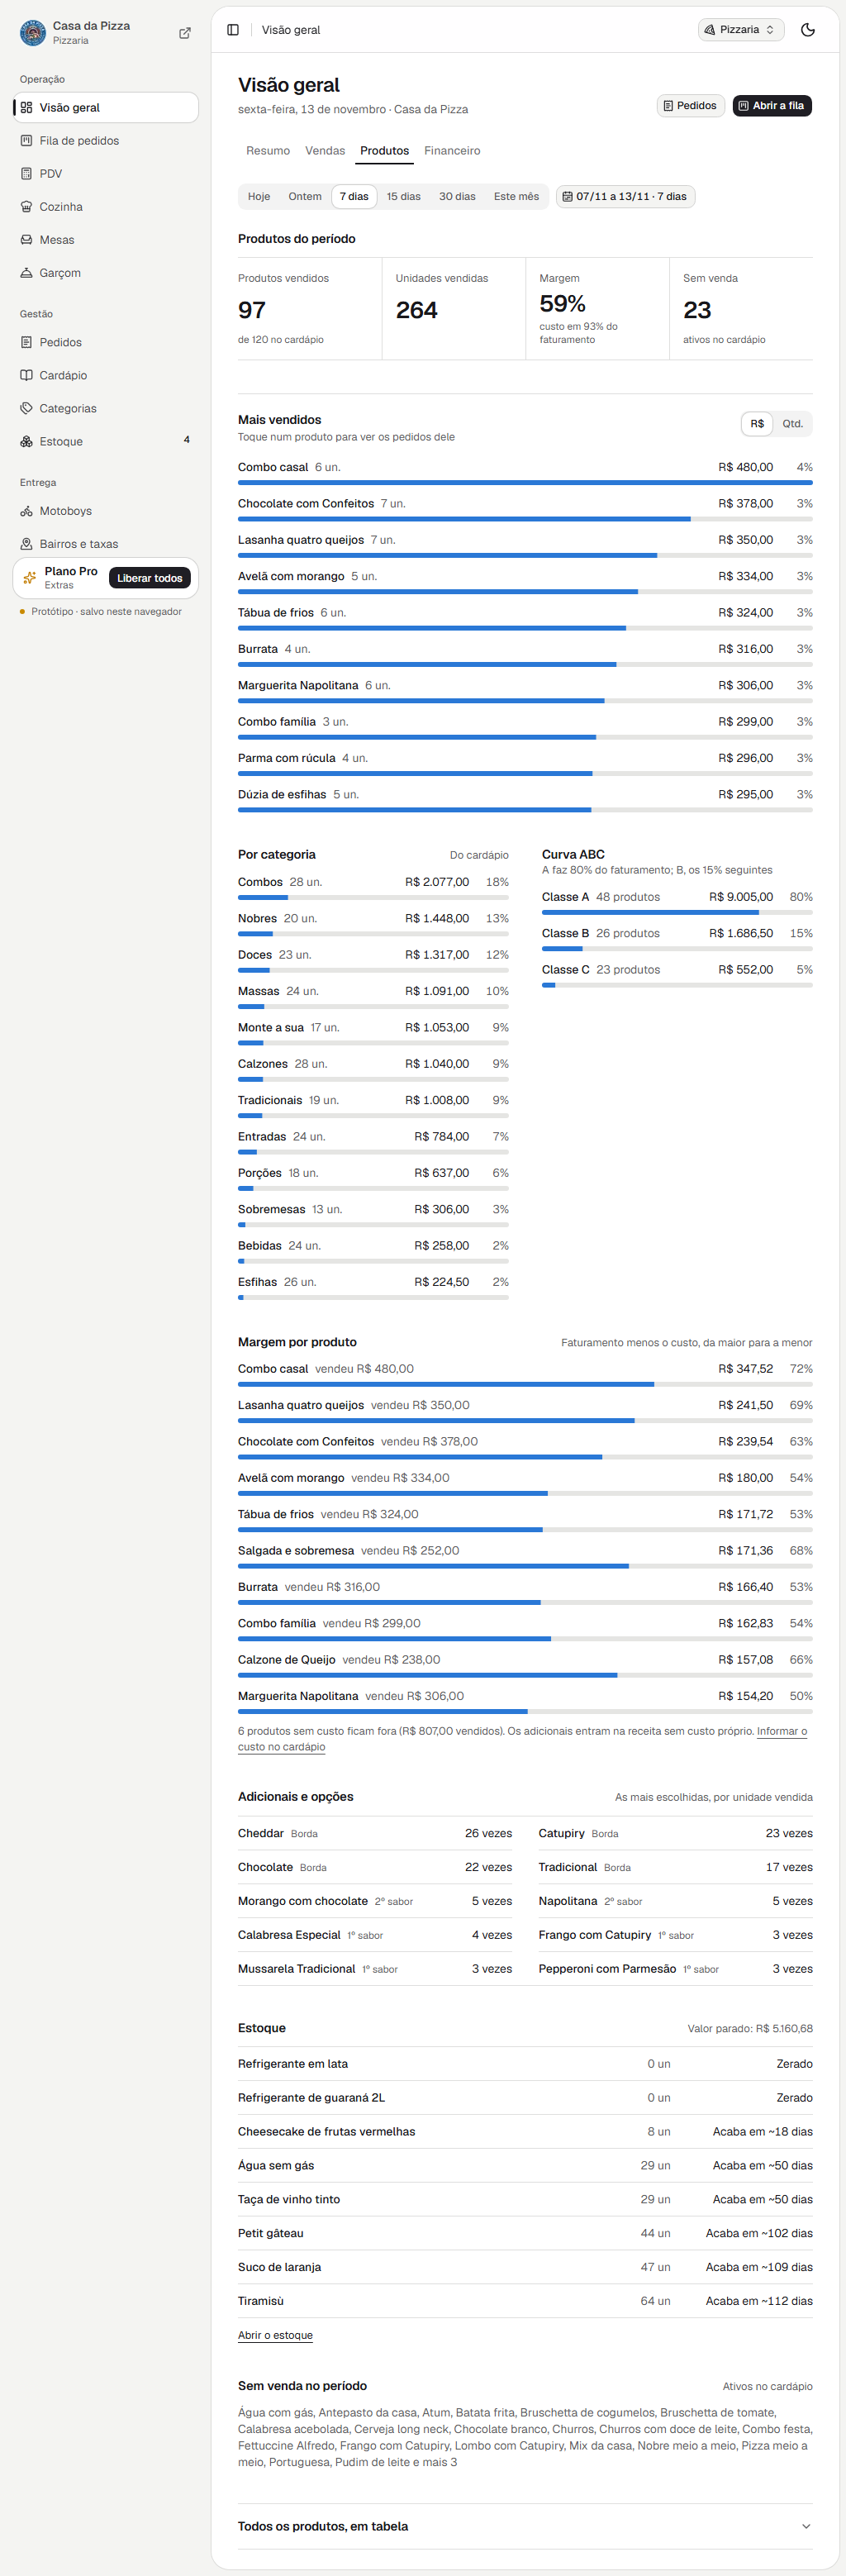 Casa da Pizza
Pizzaria
Operação
Visão geral
Fila de pedidos
PDV
Cozinha
Mesas
Garçom
Gestão
Pedidos
Cardápio
Categorias
Estoque 4
Entrega
Motoboys
Bairros e taxas
Plano Pro
Extras
Liberar todos
Protótipo · salvo neste navegador
Visão geral
Pizzaria
Visão geral
sexta-feira, 13 de novembro · Casa da Pizza
Pedidos
Abrir a fila
Resumo Vendas Produtos Financeiro
Hoje Ontem 7 dias 15 dias 30 dias Este mês 07/11 a 13/11 · 7 dias
Produtos do período
Produtos vendidos
97
de 120 no cardápio
Unidades vendidas
264
Margem
59%
custo em 93% do
faturamento
Sem venda
23
ativos no cardápio
Mais vendidos
Toque num produto para ver os pedidos dele
R$ Qtd.
Combo casal 6 un. R$ 480,00 4%
Chocolate com Confeitos 7 un. R$ 378,00 3%
Lasanha quatro queijos 7 un. R$ 350,00 3%
Avelã com morango 5 un. R$ 334,00 3%
Tábua de frios 6 un. R$ 324,00 3%
Burrata 4 un. R$ 316,00 3%
Marguerita Napolitana 6 un. R$ 306,00 3%
Combo família 3 un. R$ 299,00 3%
Parma com rúcula 4 un. R$ 296,00 3%
Dúzia de esfihas 5 un. R$ 295,00 3%
Por categoria Do cardápio
Combos 28 un. R$ 2.077,00 18%
Nobres 20 un. R$ 1.448,00 13%
Doces 23 un. R$ 1.317,00 12%
Massas 24 un. R$ 1.091,00 10%
Monte a sua 17 un. R$ 1.053,00 9%
Calzones 28 un. R$ 1.040,00 9%
Tradicionais 19 un. R$ 1.008,00 9%
Entradas 24 un. R$ 784,00 7%
Porções 18 un. R$ 637,00 6%
Sobremesas 13 un. R$ 306,00 3%
Bebidas 24 un. R$ 258,00 2%
Esfihas 26 un. R$ 224,50 2%
Curva ABC
A faz 80% do faturamento; B, os 15% seguintes
Classe A 48 produtos R$ 9.005,00 80%
Classe B 26 produtos R$ 1.686,50 15%
Classe C 23 produtos R$ 552,00 5%
Margem por produto Faturamento menos o custo, da maior para a menor
Combo casal vendeu R$ 480,00 R$ 347,52 72%
Lasanha quatro queijos vendeu R$ 350,00 R$ 241,50 69%
Chocolate com Confeitos vendeu R$ 378,00 R$ 239,54 63%
Avelã com morango vendeu R$ 334,00 R$ 180,00 54%
Tábua de frios vendeu R$ 324,00 R$ 171,72 53%
Salgada e sobremesa vendeu R$ 252,00 R$ 171,36 68%
Burrata vendeu R$ 316,00 R$ 166,40 53%
Combo família vendeu R$ 299,00 R$ 162,83 54%
Calzone de Queijo vendeu R$ 238,00 R$ 157,08 66%
Marguerita Napolitana vendeu R$ 306,00 R$ 154,20 50%
6 produtos sem custo ficam fora (R$ 807,00 vendidos). Os adicionais entram na receita sem custo próprio. Informar o
custo no cardápio
Adicionais e opções As mais escolhidas, por unidade vendida
Cheddar Borda 26 vezes
Catupiry Borda 23 vezes
Chocolate Borda 22 vezes
Tradicional Borda 17 vezes
Morango com chocolate 2º sabor 5 vezes
Napolitana 2º sabor 5 vezes
Calabresa Especial 1º sabor 4 vezes
Frango com Catupiry 1º sabor 3 vezes
Mussarela Tradicional 1º sabor 3 vezes
Pepperoni com Parmesão 1º sabor 3 vezes
Estoque Valor parado: R$ 5.160,68
Refrigerante em lata 0 un Zerado
Refrigerante de guaraná 2L 0 un Zerado
Cheesecake de frutas vermelhas 8 un Acaba em ~18 dias
Água sem gás 29 un Acaba em ~50 dias
Taça de vinho tinto 29 un Acaba em ~50 dias
Petit gâteau 44 un Acaba em ~102 dias
Suco de laranja 47 un Acaba em ~109 dias
Tiramisù 64 un Acaba em ~112 dias
Abrir o estoque
Sem venda no período Ativos no cardápio
Água com gás, Antepasto da casa, Atum, Batata frita, Bruschetta de cogumelos, Bruschetta de tomate,
Calabresa acebolada, Cerveja long neck, Chocolate branco, Churros, Churros com doce de leite, Combo festa,
Fettuccine Alfredo, Frango com Catupiry, Lombo com Catupiry, Mix da casa, Nobre meio a meio, Pizza meio a
meio, Portuguesa, Pudim de leite e mais 3
Todos os produtos, em tabela